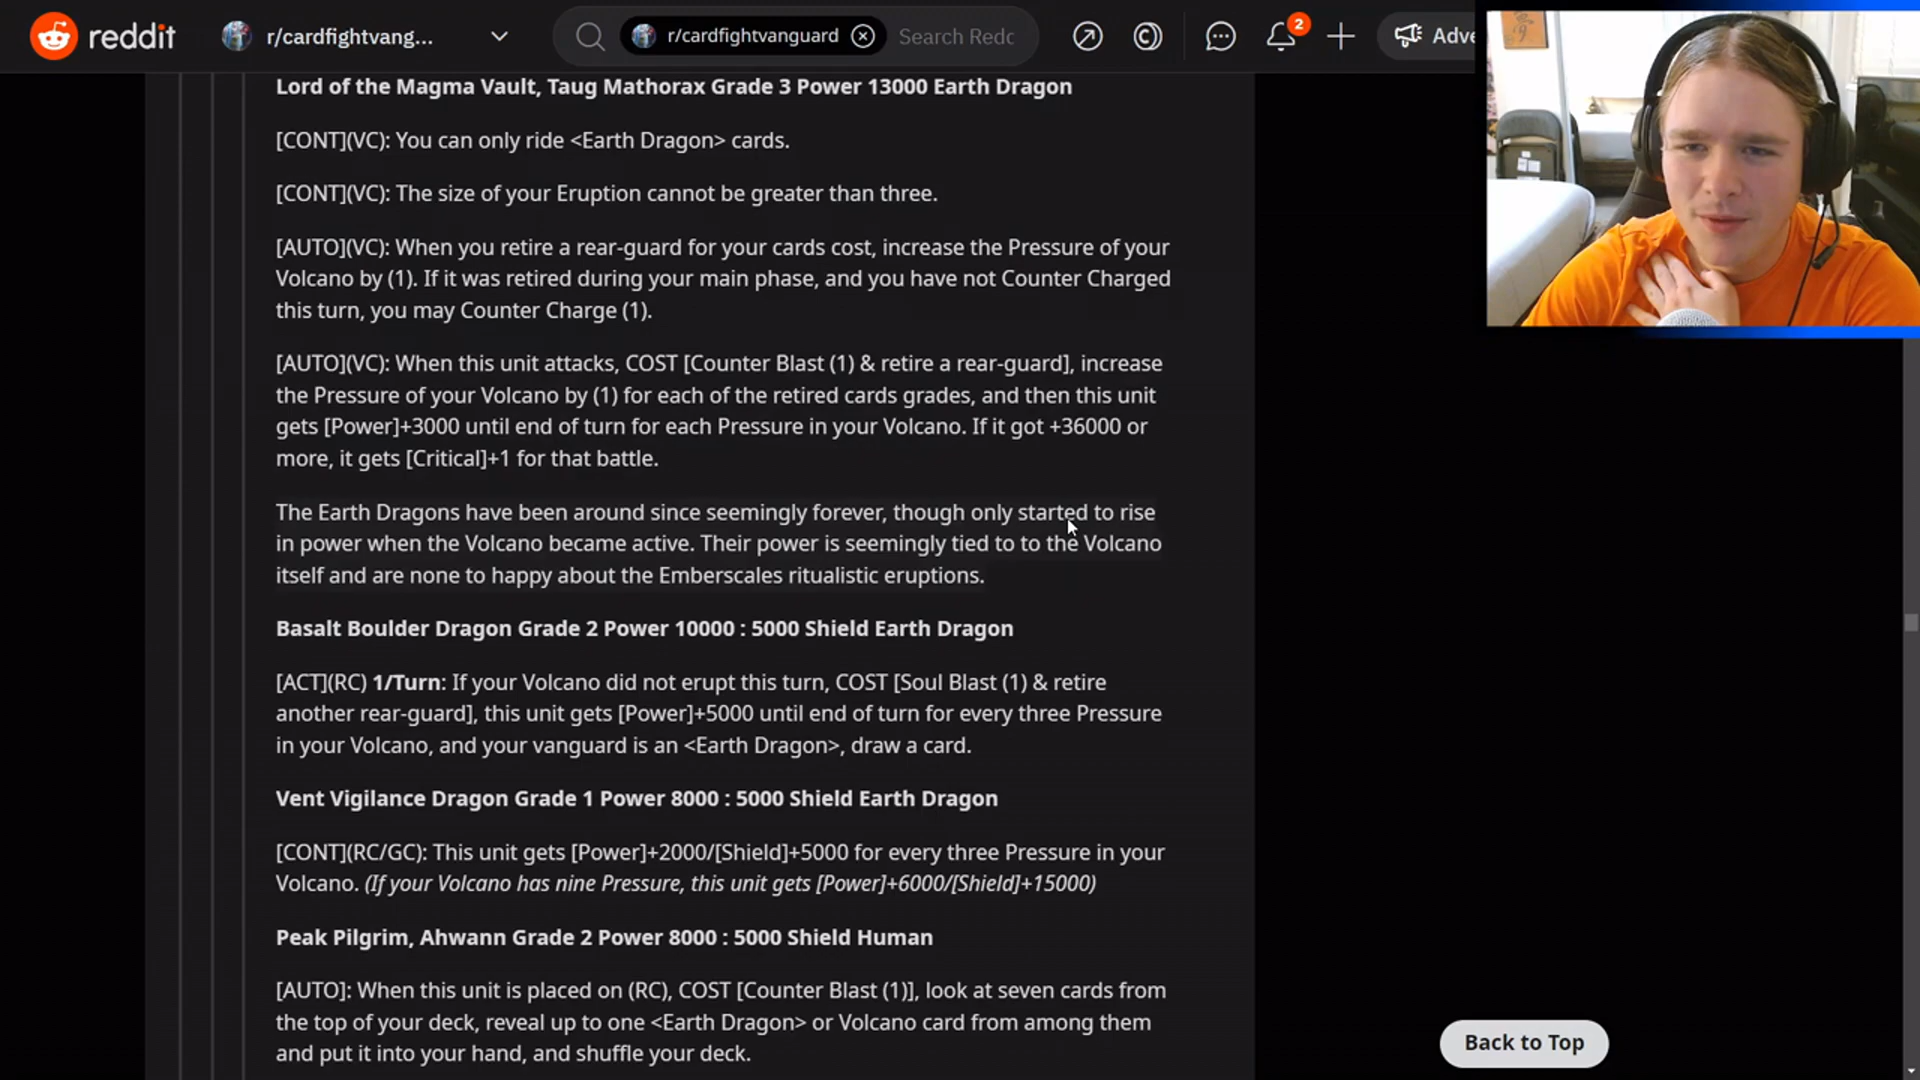 reddit
r/cardfightvang...
r/cardfightvanguard
Search Redc
2
Adve
Lord of the Magma Vault, Taug Mathorax Grade 3 Power 13000 Earth Dragon
[CONT](VC): You can only ride <Earth Dragon> cards.
[CONT](VC): The size of your Eruption cannot be greater than three.
[AUTO](VC): When you retire a rear-guard for your cards cost, increase the Pressure of your
Volcano by (1). If it was retired during your main phase, and you have not Counter Charged
this turn, you may Counter Charge (1).
[AUTO](VC): When this unit attacks, COST [Counter Blast (1) & retire a rear-guard], increase
the Pressure of your Volcano by (1) for each of the retired cards grades, and then this unit
gets [Power]+3000 until end of turn for each Pressure in your Volcano. If it got +36000 or
more, it gets [Critical]+1 for that battle.
The Earth Dragons have been around since seemingly forever, though only started to rise
in power when the Volcano became active. Their power is seemingly tied to to the Volcano
itself and are none to happy about the Emberscales ritualistic eruptions.
Basalt Boulder Dragon Grade 2 Power 10000 : 5000 Shield Earth Dragon
[ACT](RC) 1/Turn: If your Volcano did not erupt this turn, COST [Soul Blast (1) & retire
another rear-guard], this unit gets [Power]+5000 until end of turn for every three Pressure
in your Volcano, and your vanguard is an <Earth Dragon>, draw a card.
Vent Vigilance Dragon Grade 1 Power 8000 : 5000 Shield Earth Dragon
[CONT](RC/GC): This unit gets [Power]+2000/[Shield]+5000 for every three Pressure in your
Volcano. (If your Volcano has nine Pressure, this unit gets [Power]+6000/[Shield]+15000)
Peak Pilgrim, Ahwann Grade 2 Power 8000 : 5000 Shield Human
[AUTO]: When this unit is placed on (RC), COST [Counter Blast (1)], look at seven cards from
the top of your deck, reveal up to one <Earth Dragon> or Volcano card from among them
and put it into your hand, and shuffle your deck.
Back to Top